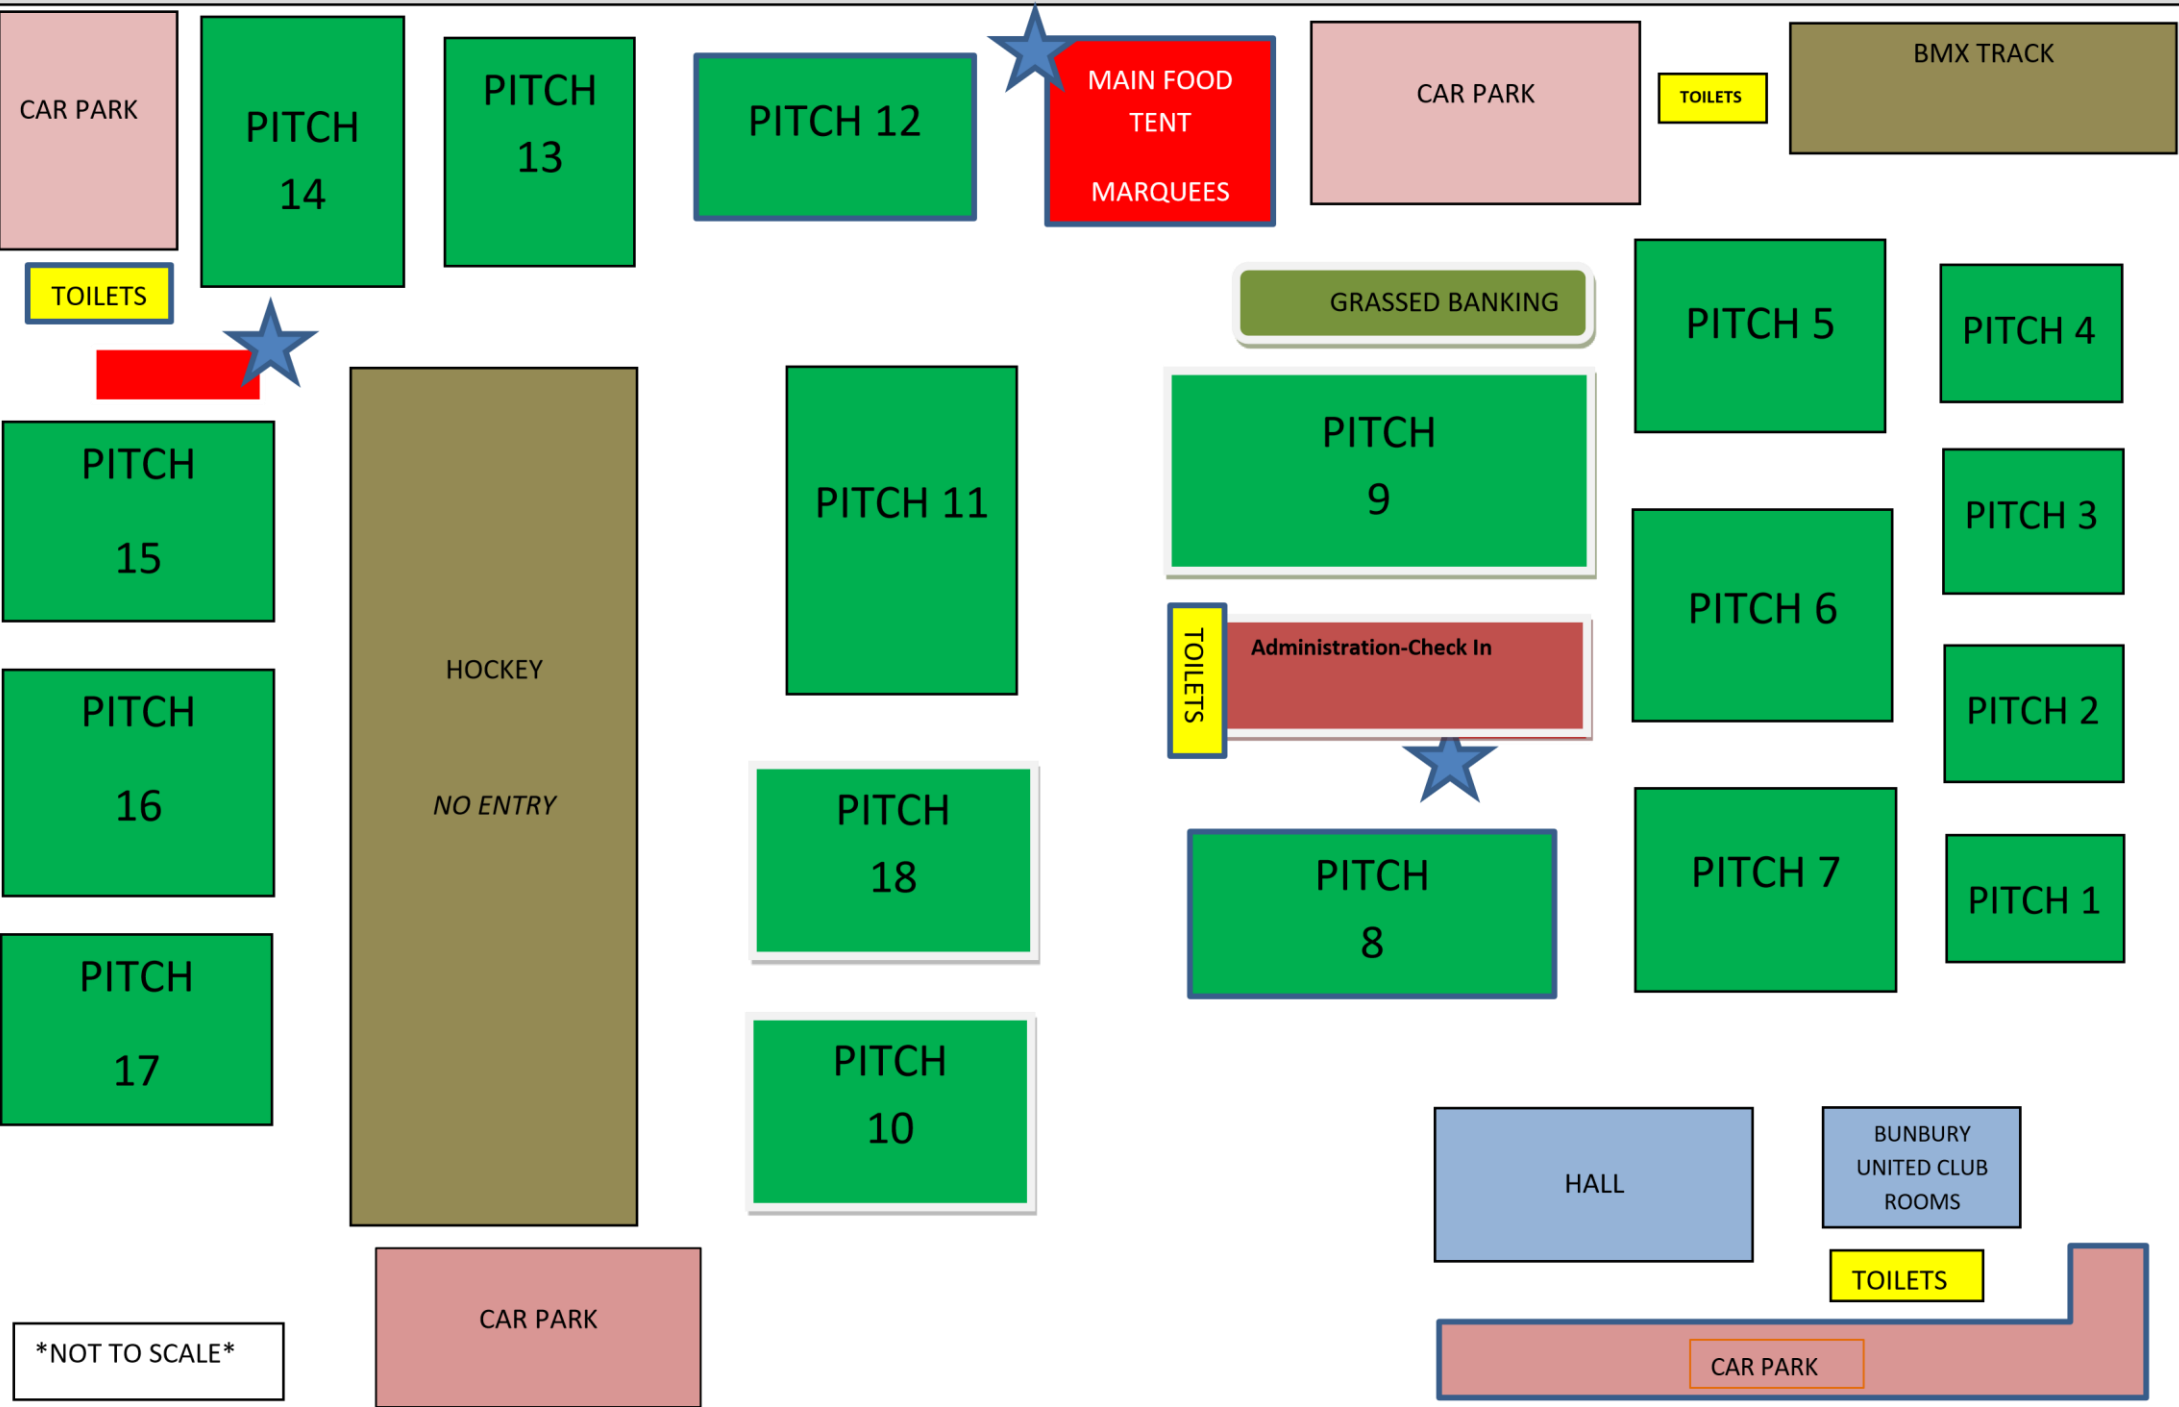 CAR PARK
PITCH
14
PITCH
13
PITCH 12
MAIN FOOD
TENT
MARQUEES
CAR PARK
TOILETS
BMX TRACK
TOILETS
GRASSED BANKING
PITCH 5
PITCH 4
PITCH
15
HOCKEY
NO ENTRY
PITCH 11
PITCH
9
PITCH 3
PITCH 6
TOILETS
Administration-Check In
PITCH 2
PITCH
16
PITCH
18
PITCH
8
PITCH 7
PITCH 1
PITCH
17
PITCH
10
HALL
BUNBURY
UNITED CLUB
ROOMS
TOILETS
CAR PARK
*NOT TO SCALE*
CAR PARK